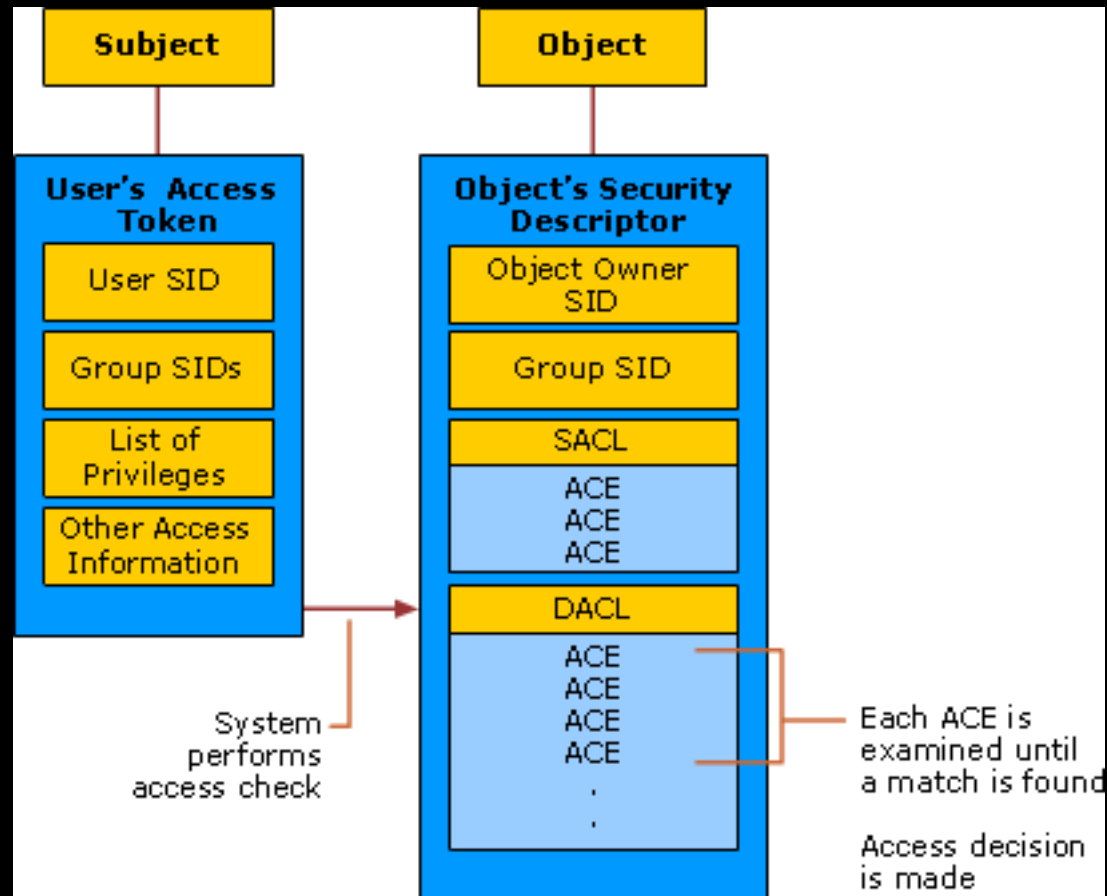 Subject
Object
User's Access
Token
User SID
Group SIDs
List of
Privileges
Other Access
Information
Object's Security
Descriptor
Object Owner
SID
Group SID
SACL
ACE
ACE
ACE
DACL
ACE
ACE
ACE
ACE
.
.
System
performs
access check
Each ACE is
examined until
a match is found
Access decision
is made